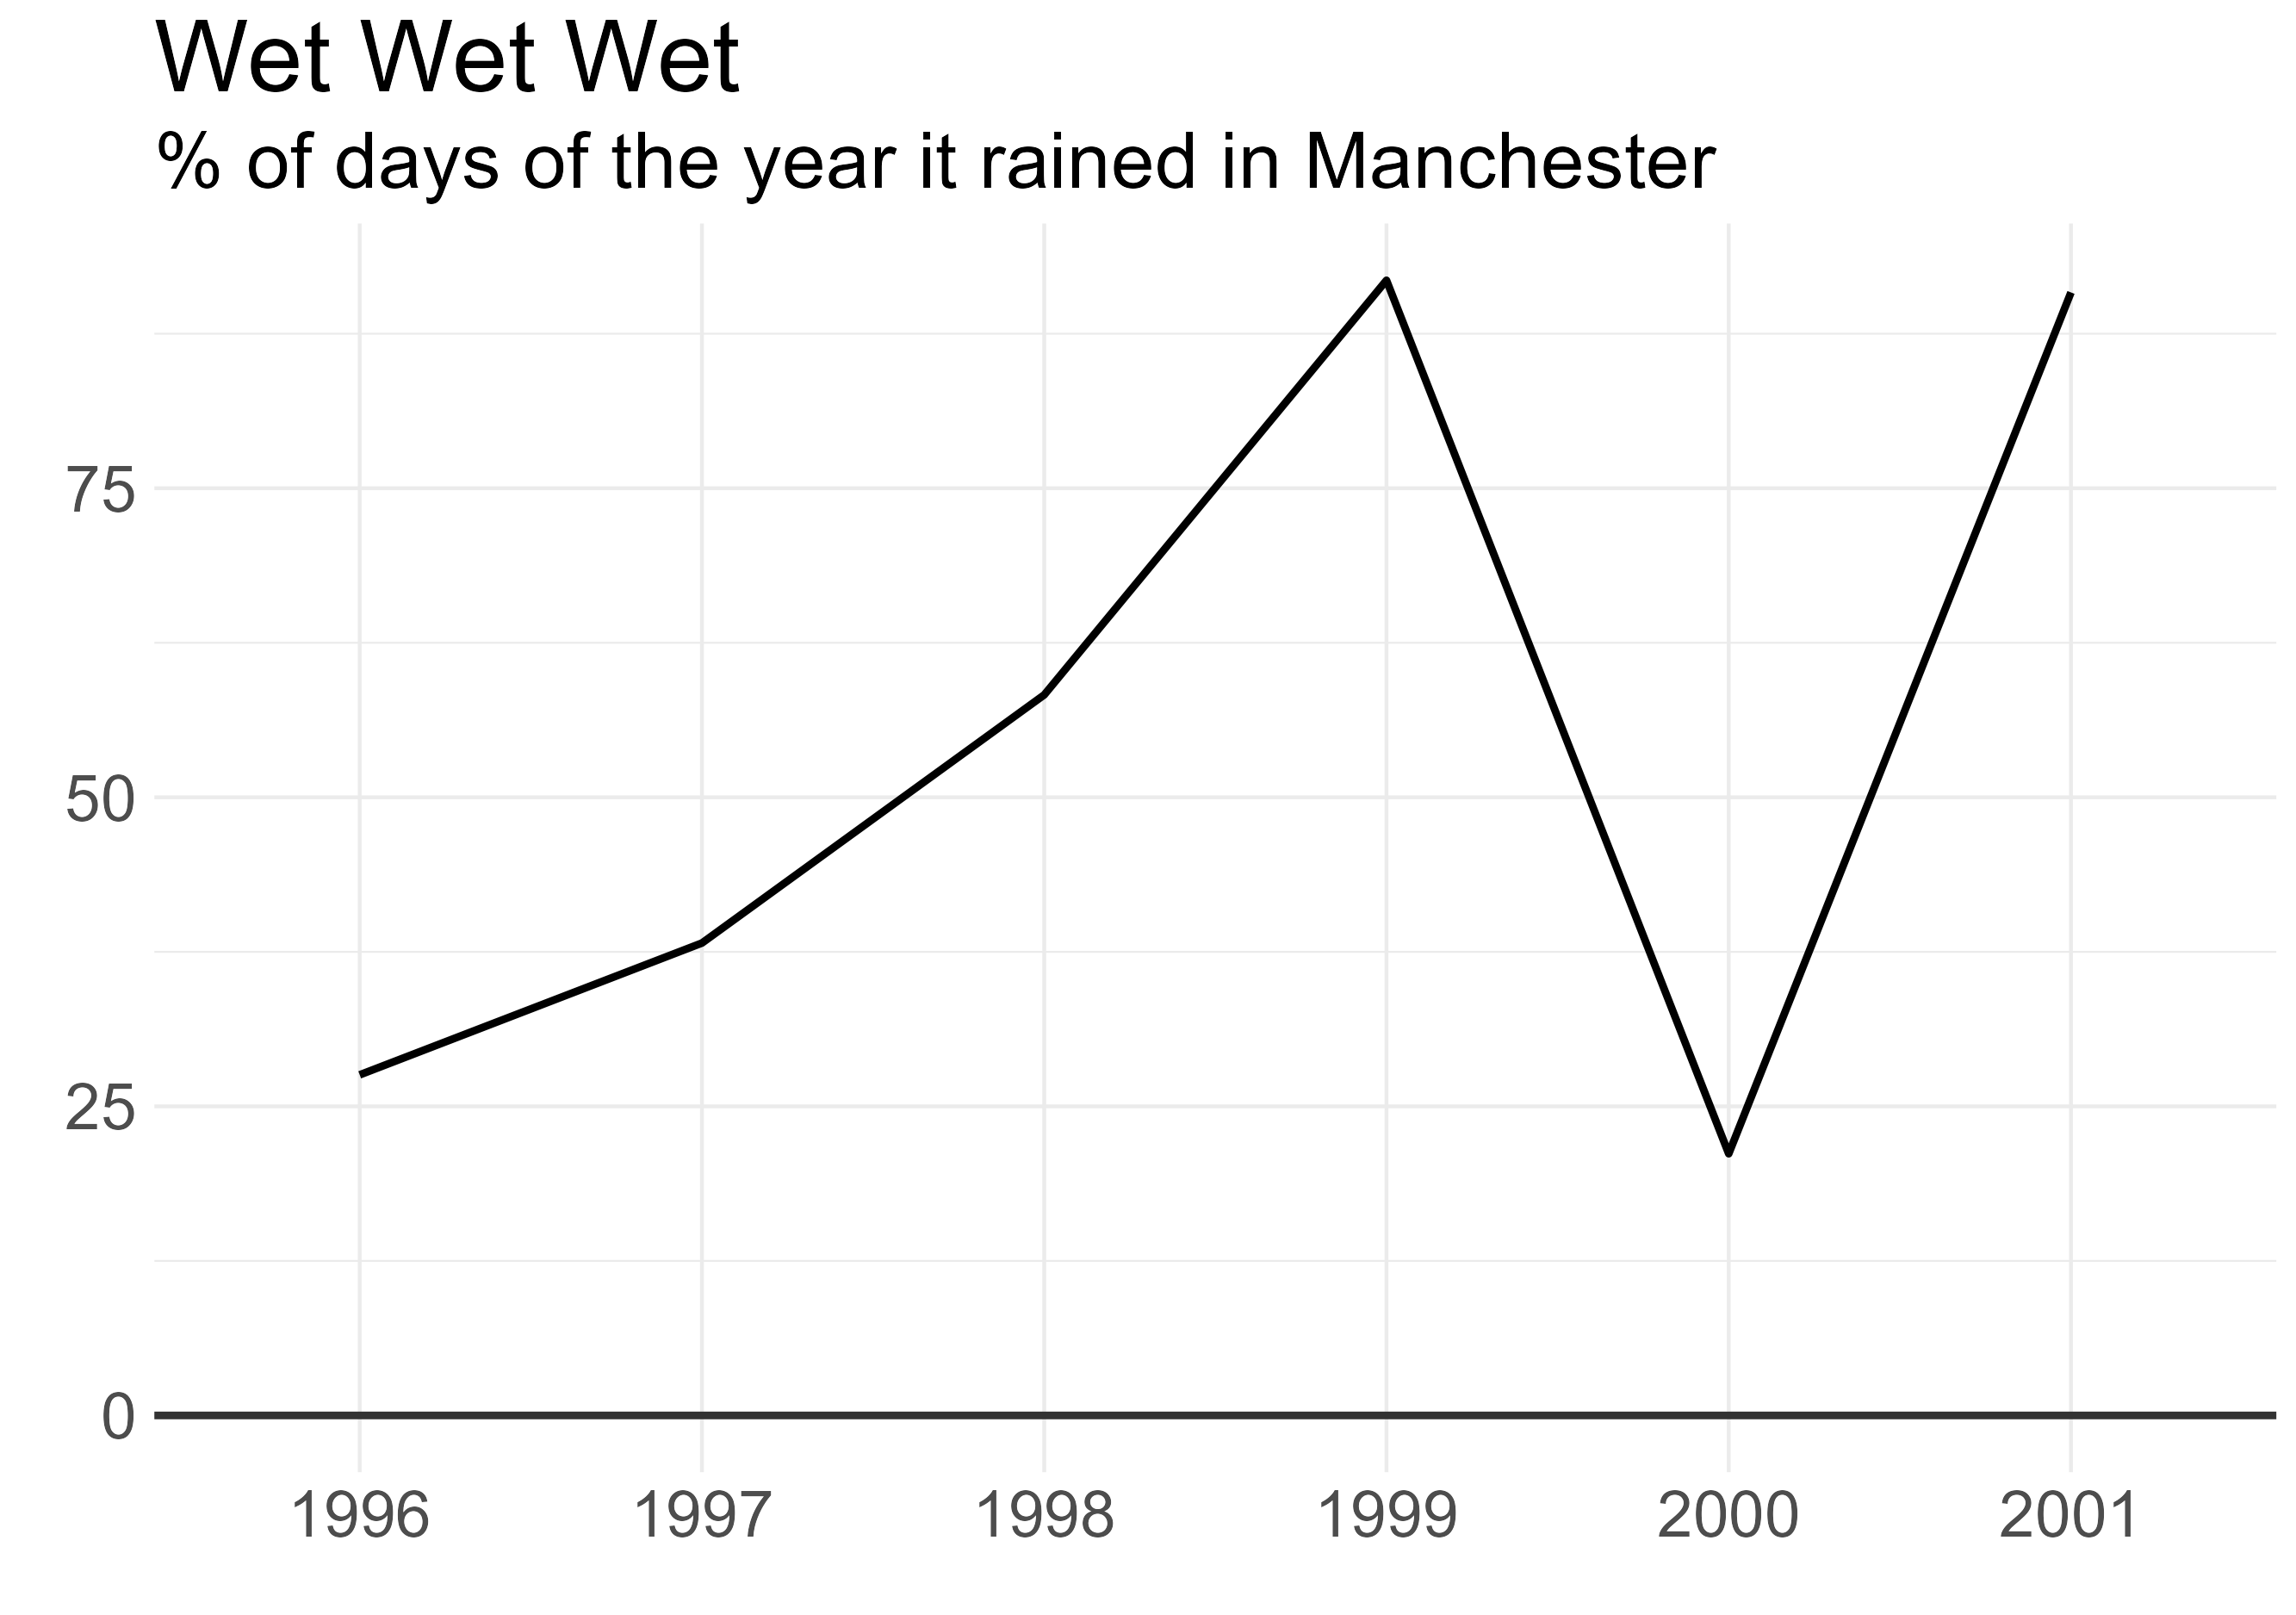 Wet Wet Wet
% of days of the year it rained in Manchester
75
50
25
0
1996 1997 1998 1999 2000 2001